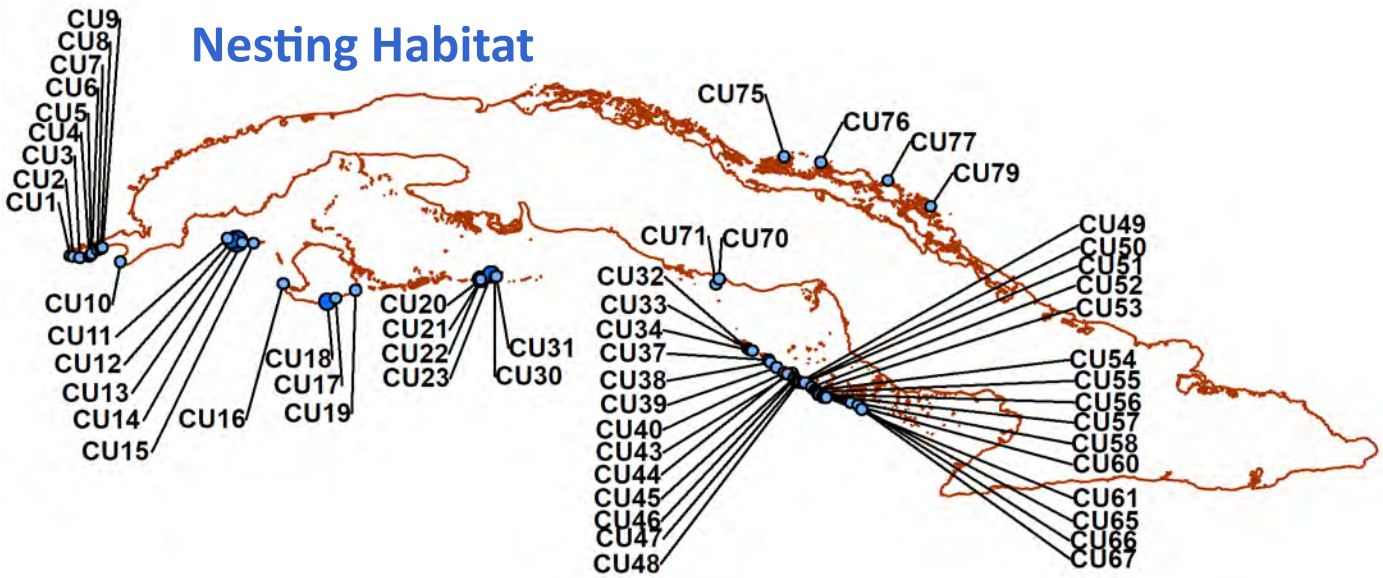 Nesting Habitat
CU9
CU8
CU7
CU6
CU5
CU4
CU3
CU2
CU1
CU10
CU11
CU12
CU13
CU14
CU15
CU16
CU18
CU17
CU19
CU20
CU21
CU22
CU23
CU31
CU30
CU71
CU70
CU32
CU33
CU34
CU37
CU38
CU39
CU40
CU43
CU44
CU45
CU46
CU47
CU48
CU75
CU76
CU77
CU79
CU49
CU50
CU51
CU52
CU53
CU54
CU55
CU56
CU57
CU58
CU60
CU61
CU65
CU66
CU67